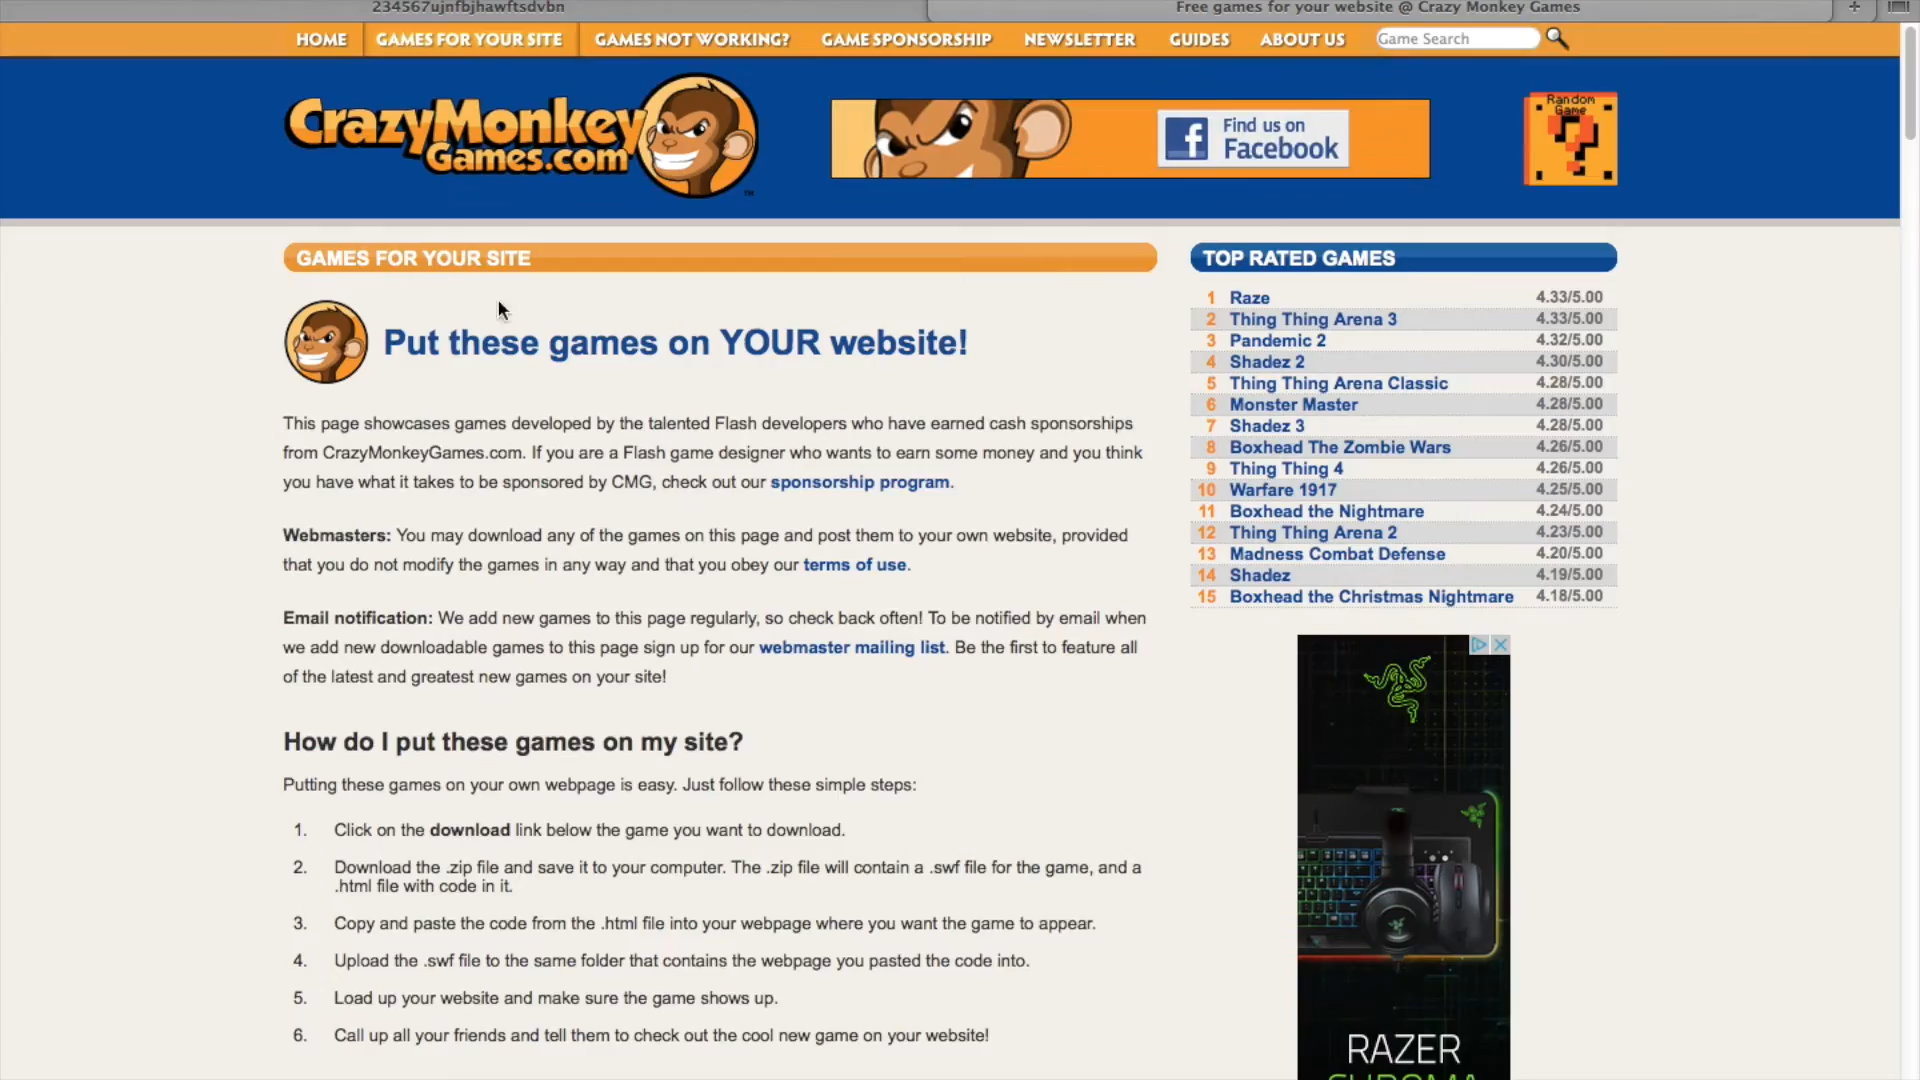 234567ujnfbjhawftsdvbn
Free games for your website @ Crazy Monkey Games
HOME GAMES FOR YOUR SITE GAMES NOT WORKING? GAME SPONSORSHIP NEWSLETTER GUIDES ABOUT US Game Search
CrazyMonkey
Games.com
Find us on
Facebook
Random
Game
GAMES FOR YOUR SITE
Put these games on YOUR website!
This page showcases games developed by the talented Flash developers who have earned cash sponsorships
from CrazyMonkeyGames.com. If you are a Flash game designer who wants to earn some money and you think
you have what it takes to be sponsored by CMG, check out our sponsorship program.
Webmasters: You may download any of the games on this page and post them to your own website, provided
that you do not modify the games in any way and that you obey our terms of use.
Email notification: We add new games to this page regularly, so check back often! To be notified by email when
we add new downloadable games to this page sign up for our webmaster mailing list. Be the first to feature all
of the latest and greatest new games on your site!
How do I put these games on my site?
Putting these games on your own webpage is easy. Just follow these simple steps:
1. Click on the download link below the game you want to download.
2. Download the .zip file and save it to your computer. The .zip file will contain a .swf file for the game, and a
.html file with code in it.
3. Copy and paste the code from the .html file into your webpage where you want the game to appear.
4. Upload the .swf file to the same folder that contains the webpage you pasted the code into.
5. Load up your website and make sure the game shows up.
6. Call up all your friends and tell them to check out the cool new game on your website!
TOP RATED GAMES
1 Raze 4.33/5.00
2 Thing Thing Arena 3 4.33/5.00
3 Pandemic 2 4.32/5.00
4 Shadez 2 4.30/5.00
5 Thing Thing Arena Classic 4.28/5.00
6 Monster Master 4.28/5.00
7 Shadez 3 4.28/5.00
8 Boxhead The Zombie Wars 4.26/5.00
9 Thing Thing 4 4.26/5.00
10 Warfare 1917 4.25/5.00
11 Boxhead the Nightmare 4.24/5.00
12 Thing Thing Arena 2 4.23/5.00
13 Madness Combat Defense 4.20/5.00
14 Shadez 4.19/5.00
15 Boxhead the Christmas Nightmare 4.18/5.00
RAZER
CHROMA